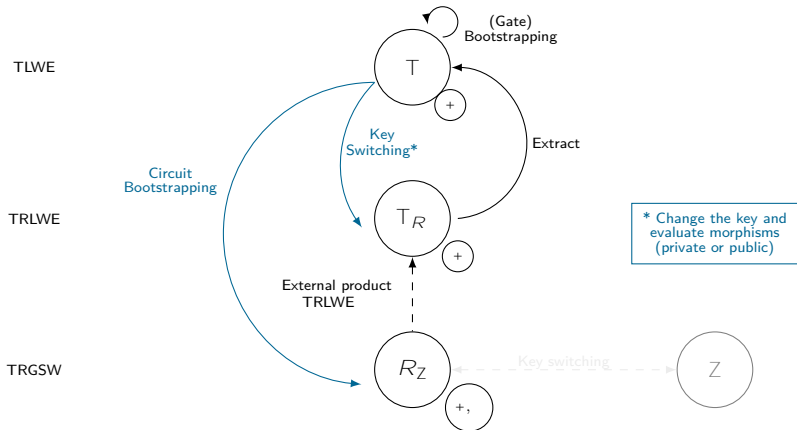 (Gate)
Bootstrapping
TLWE
T
+
Key
Switching*
Extract
Circuit
Bootstrapping
TRLWE
T_R
+
* Change the key and
evaluate morphisms
(private or public)
External product
TRLWE
TRGSW
R_Z
Key switching
Z
+,